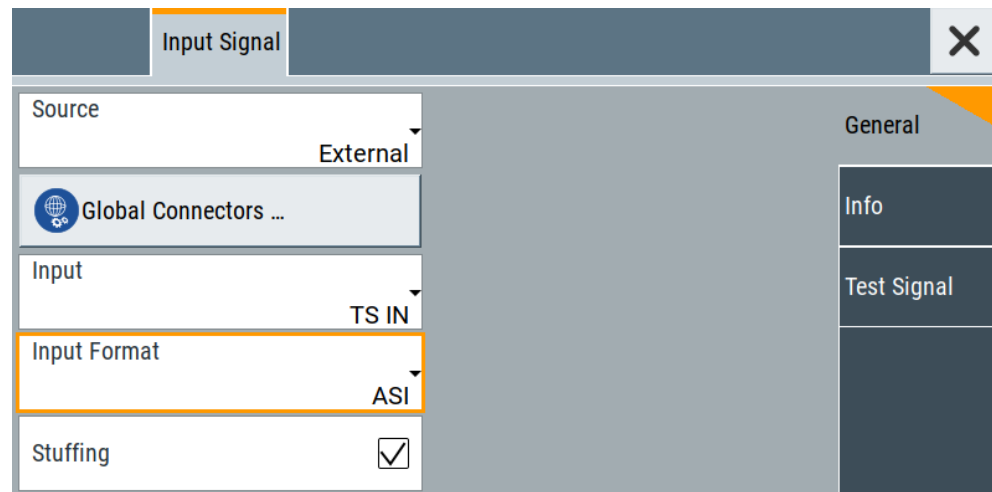 Input Signal
Source
External
General
Global Connectors ...
Info
Input
TS IN
Test Signal
Input Format
ASI
Stuffing